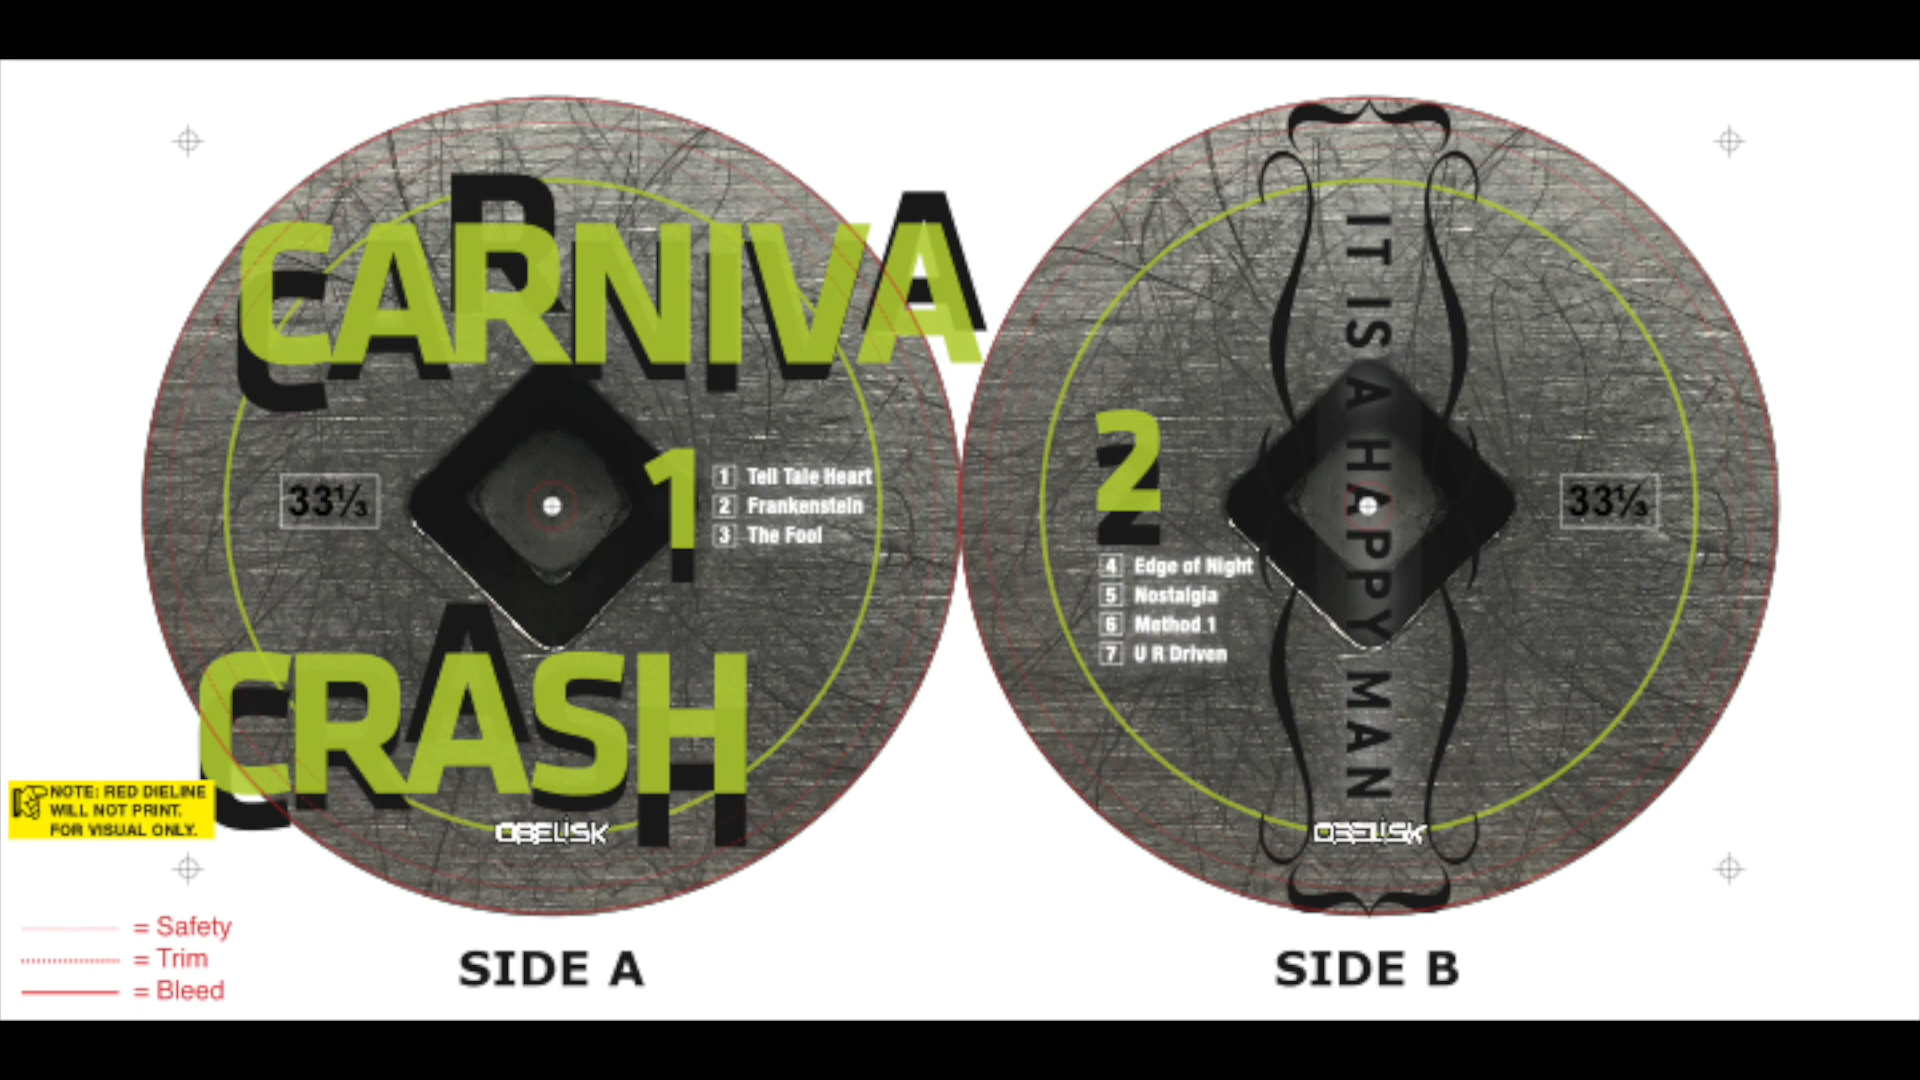 CARNIVA
33⅓
1
1 Tell Tale Heart
2 Frankenstein
3 The Fool
CRASH
OBELISK
SIDE A
IT IS A HAPPY MAN
2
4 Edge of Night
5 Nostalgia
6 Method 1
7 U R Driven
33⅓
OBELISK
SIDE B
NOTE: RED DIELINE
WILL NOT PRINT.
FOR VISUAL ONLY.
= Safety
= Trim
= Bleed